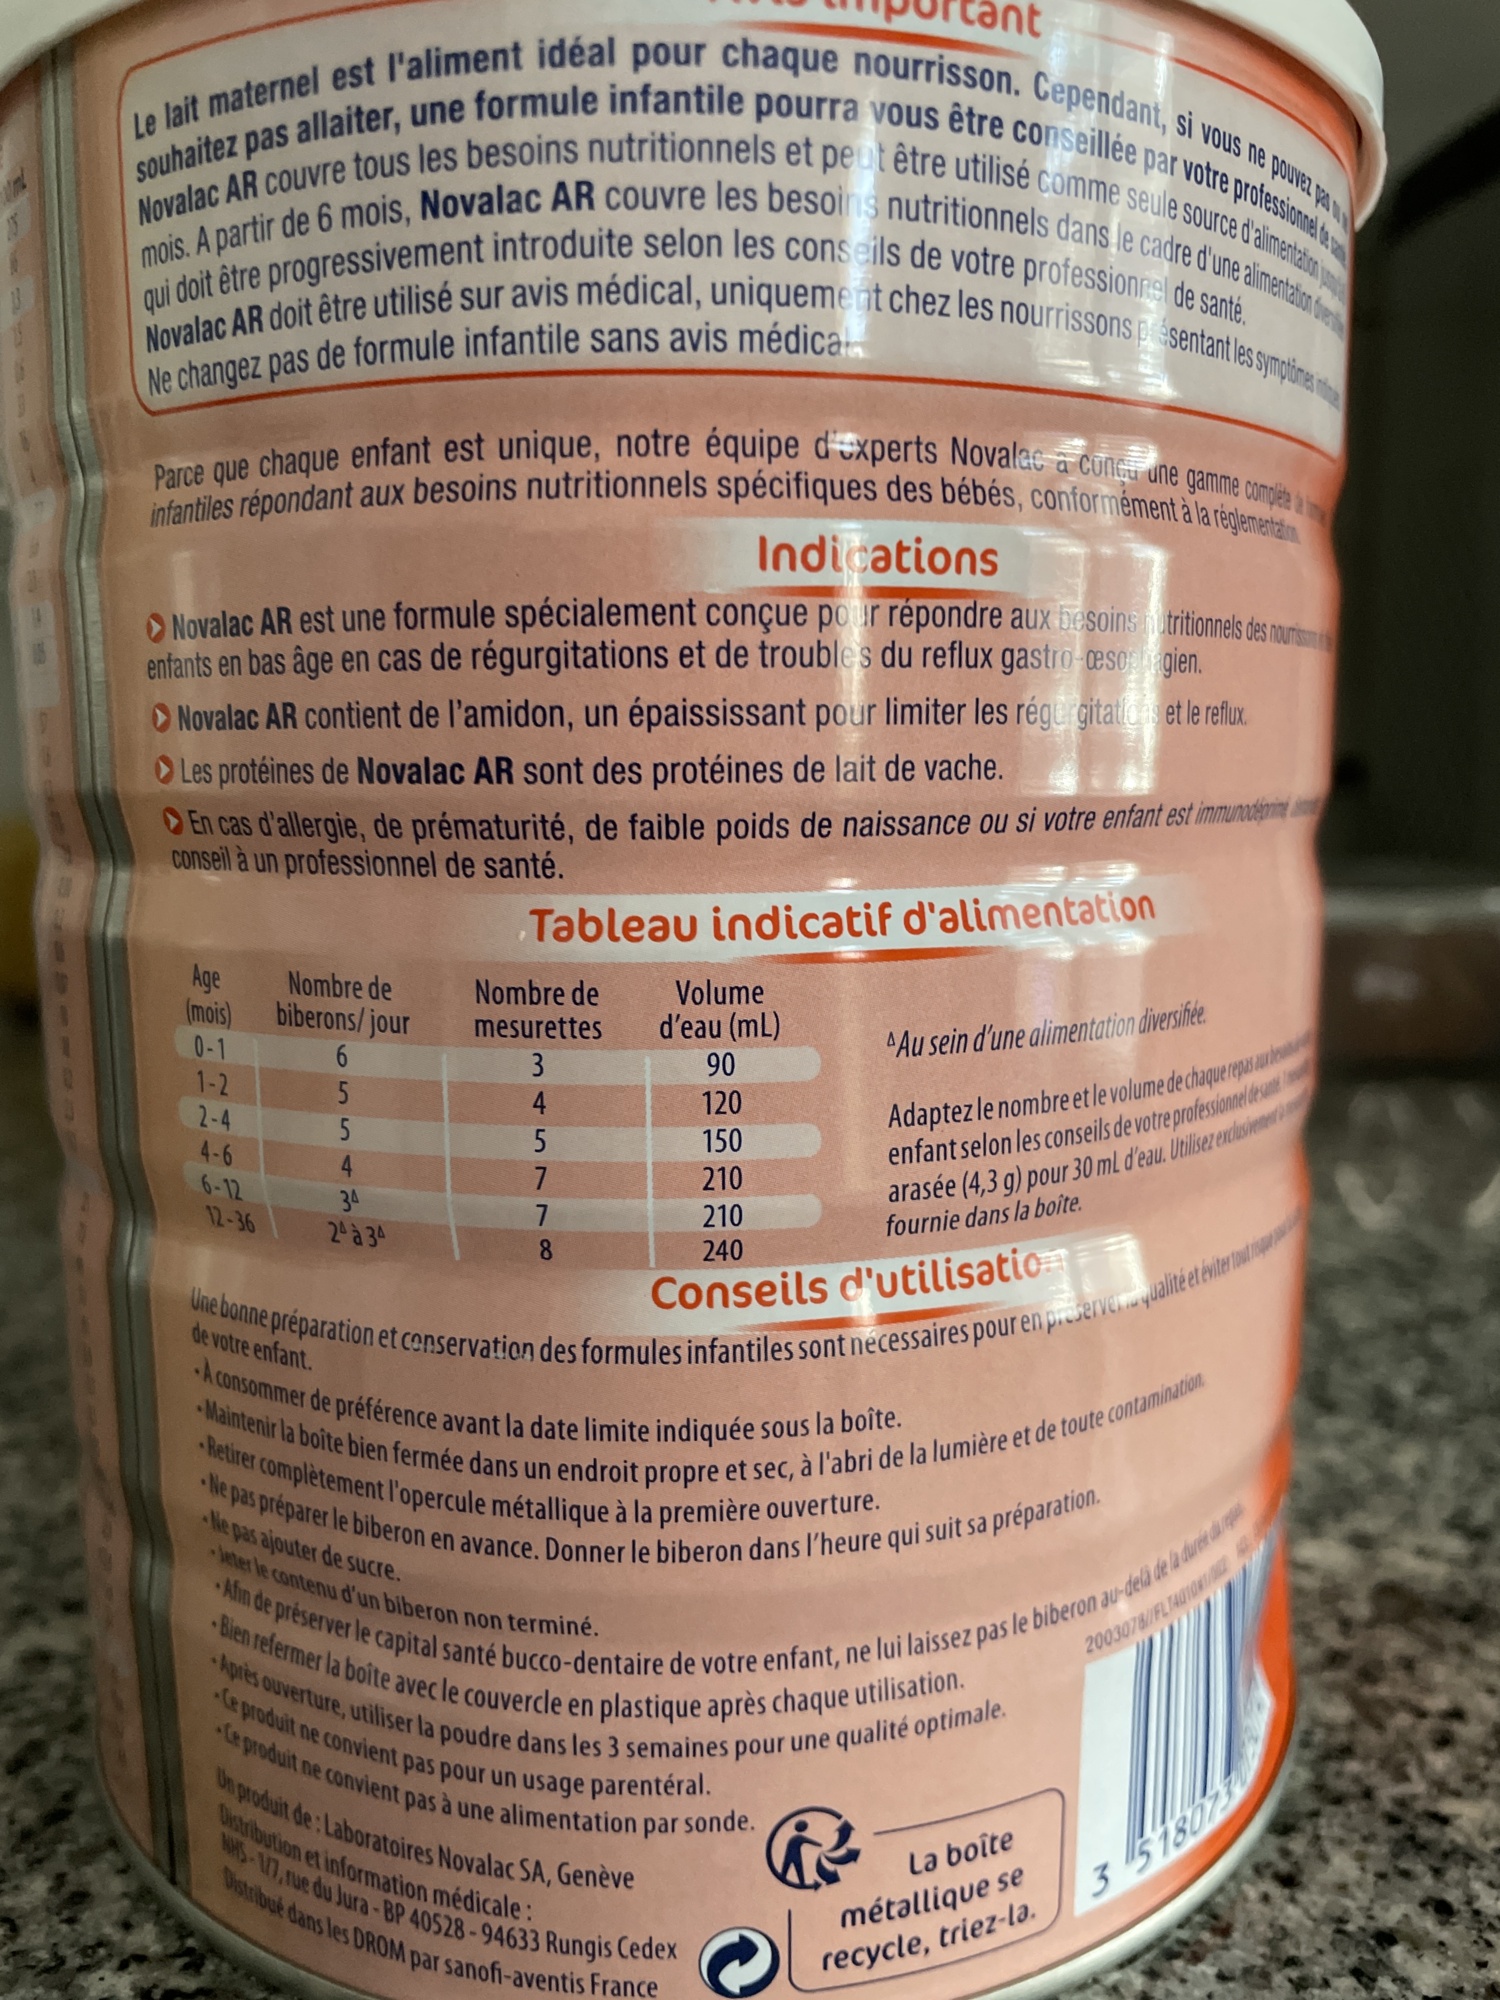 important
Le lait maternel est l'aliment idéal pour chaque nourrisson. Cependant, si vous ne pouvez pas ou ne
souhaitez pas allaiter, une formule infantile pourra vous être conseillée par votre professionnel de santé.
Novalac AR couvre tous les besoins nutritionnels et peut être utilisé comme seule source d'alimentation
mois. A partir de 6 mois, Novalac AR couvre les besoins nutritionnels dans le cadre d'une alimentation
qui doit être progressivement introduite selon les conseils de votre professionnel de santé.
Novalac AR doit être utilisé sur avis médical, uniquement chez les nourrissons présentant les symptômes
Ne changez pas de formule infantile sans avis médical.
Parce que chaque enfant est unique, notre équipe d'experts Novalac a conçu une gamme complète
infantiles répondant aux besoins nutritionnels spécifiques des bébés, conformément à la réglementation.
Indications
Novalac AR est une formule spécialement conçue pour répondre aux besoins nutritionnels des
enfants en bas âge en cas de régurgitations et de troubles du reflux gastro-œsophagien.
Novalac AR contient de l'amidon, un épaississant pour limiter les régurgitations et le reflux.
Les protéines de Novalac AR sont des protéines de lait de vache.
En cas d'allergie, de prématurité, de faible poids de naissance ou si votre enfant est immunodéprimé,
conseil à un professionnel de santé.
Tableau indicatif d'alimentation
Age (mois) Nombre de biberons/ jour Nombre de mesurettes Volume d'eau (mL)
0-1 6 3 90
1-2 5 4 120
2-4 5 5 150
4-6 4 7 210
6-12 3Δ 7 210
12-36 2Δ à 3Δ 8 240
ΔAu sein d'une alimentation diversifiée.
Adaptez le nombre et le volume de chaque repas aux
enfant selon les conseils de votre professionnel de santé. 1
arasée (4,3 g) pour 30 mL d'eau. Utilisez exclusivement
fournie dans la boîte.
Conseils d'utilisation
Une bonne préparation et conservation des formules infantiles sont nécessaires pour en préserver la qualité et éviter tout risque
de votre enfant.
• À consommer de préférence avant la date limite indiquée sous la boîte.
• Maintenir la boîte bien fermée dans un endroit propre et sec, à l'abri de la lumière et de toute contamination.
• Retirer complètement l'opercule métallique à la première ouverture.
• Ne pas préparer le biberon en avance. Donner le biberon dans l'heure qui suit sa préparation.
• Ne pas ajouter de sucre.
• Jeter le contenu d'un biberon non terminé.
• Afin de préserver le capital santé bucco-dentaire de votre enfant, ne lui laissez pas le biberon au-delà de la durée du repas.
• Bien refermer la boîte avec le couvercle en plastique après chaque utilisation.
• Après ouverture, utiliser la poudre dans les 3 semaines pour une qualité optimale.
• Ce produit ne convient pas pour un usage parentéral.
• Ce produit ne convient pas à une alimentation par sonde.
Un produit de : Laboratoires Novalac SA, Genève
Distribution et information médicale :
NHS - 1/7, rue du Jura - BP 40528 - 94633 Rungis Cedex
Distribué dans les DROM par sanofi-aventis France
La boîte
métallique se
recycle, triez-la.
3 518073